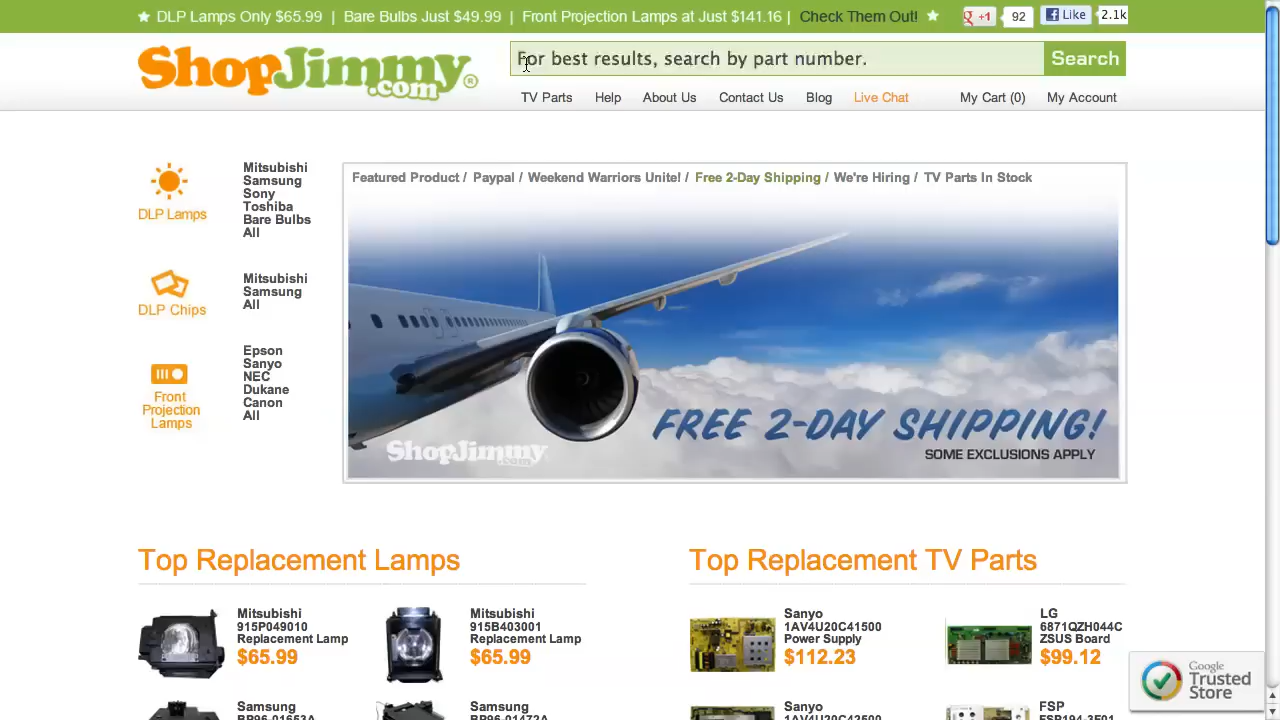 DLP Lamps Only $65.99 | Bare Bulbs Just $49.99 | Front Projection Lamps at Just $141.16 | Check Them Out!
+1 92 Like 2.1k
ShopJimmy.com®
For best results, search by part number. Search
TV Parts Help About Us Contact Us Blog Live Chat My Cart (0) My Account
DLP Lamps
Mitsubishi
Samsung
Sony
Toshiba
Bare Bulbs
All
DLP Chips
Mitsubishi
Samsung
All
Front
Projection
Lamps
Epson
Sanyo
NEC
Dukane
Canon
All
Featured Product / Paypal / Weekend Warriors Unite! / Free 2-Day Shipping / We're Hiring / TV Parts In Stock
FREE 2-DAY SHIPPING!
SOME EXCLUSIONS APPLY
ShopJimmy.com
Top Replacement Lamps
Mitsubishi
915P049010
Replacement Lamp
$65.99
Mitsubishi
915B403001
Replacement Lamp
$65.99
Samsung
BP96-01653A
Samsung
BP96-01472A
Top Replacement TV Parts
Sanyo
1AV4U20C41500
Power Supply
$112.23
LG
6871QZH044C
ZSUS Board
$99.12
Sanyo
1AV4U20C43500
FSP
FSP194-3F01
Google
Trusted
Store